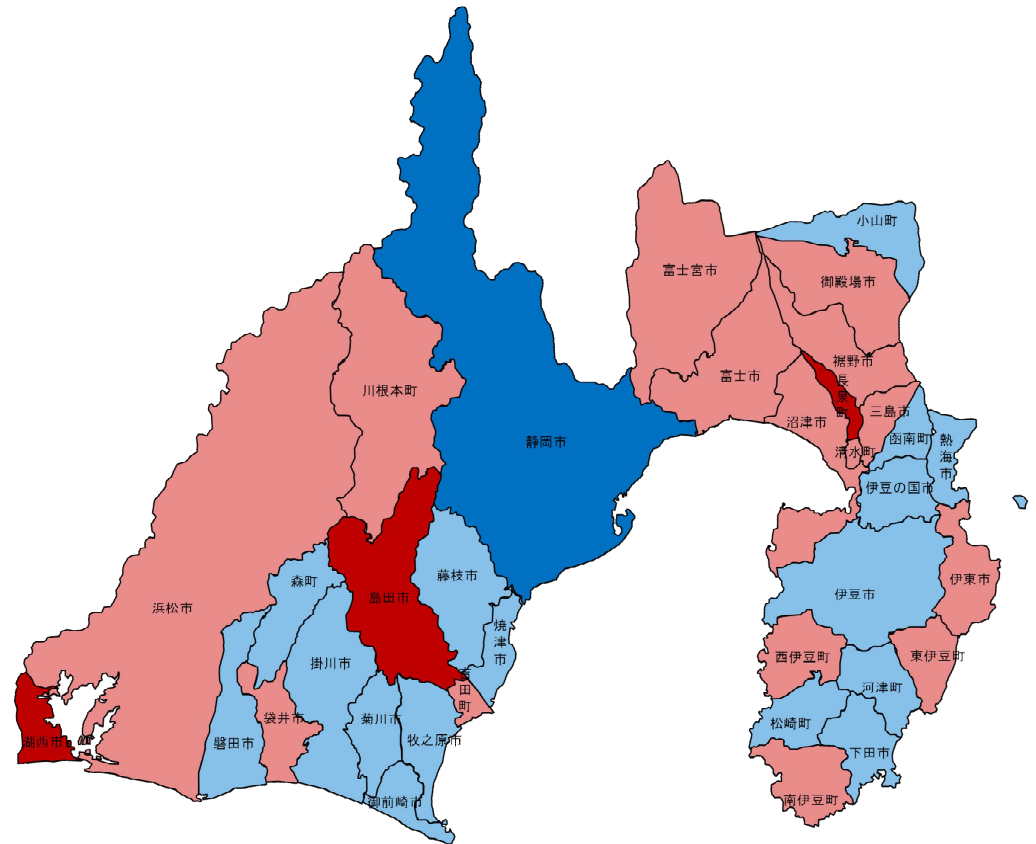 小山町
富士宮市
御殿場市
裾野市
長泉町
富士市
川根本町
三島市
沼津市
函南町
熱海市
静岡市
清水町
伊豆の国市
藤枝市
森町
伊東市
島田市
伊豆市
浜松市
焼津市
掛川市
西伊豆町
東伊豆町
吉田町
河津町
袋井市
菊川市
松崎町
牧之原市
湖西市
磐田市
下田市
御前崎市
南伊豆町